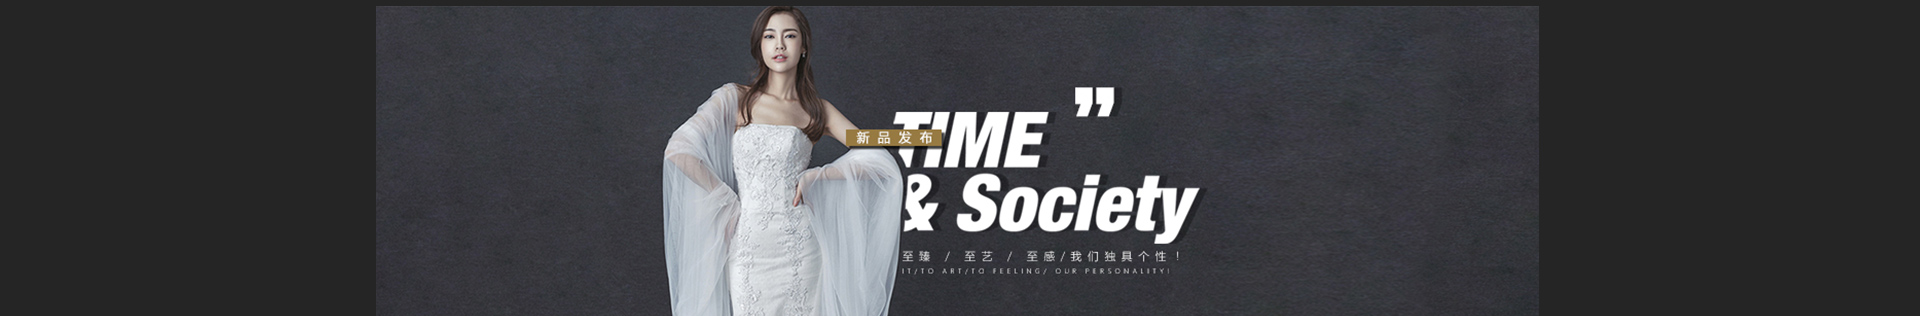 ”
TIME
新品发布
& Society
至臻 / 至艺 / 至感/我们独具个性！
IT/TO ART/TO FEELING/ OUR PERSONALITY!